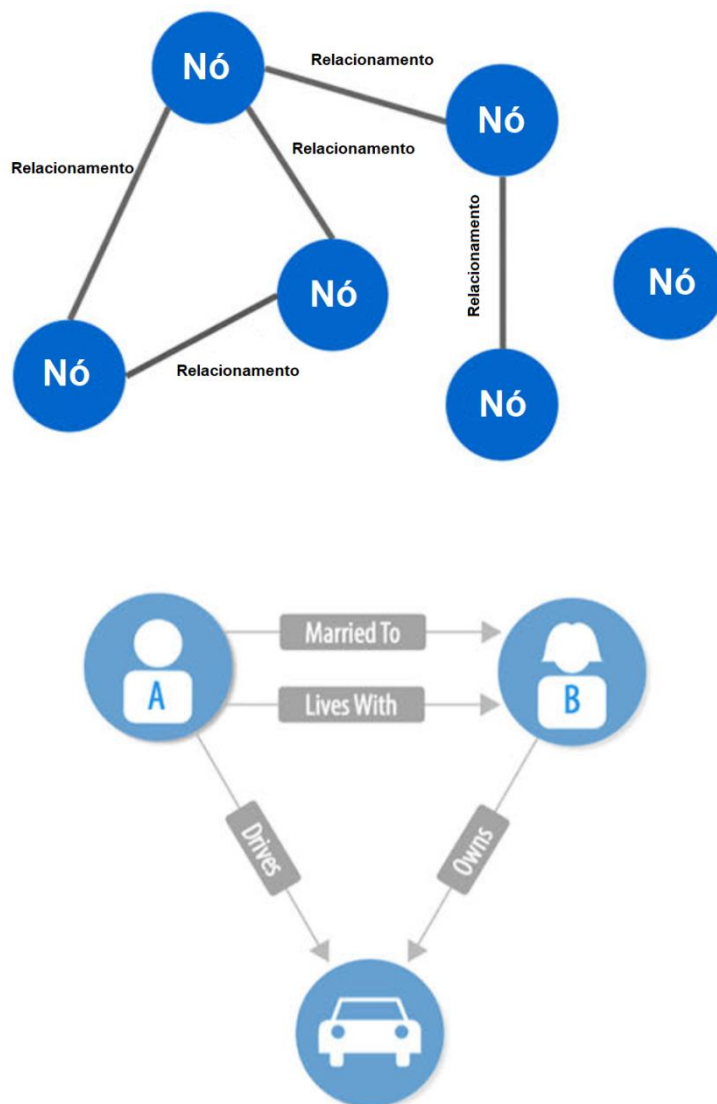 Nó
Relacionamento
Nó
Relacionamento
Relacionamento
Relacionamento
Nó
Nó
Nó
Relacionamento
Nó
Married To
A
B
Lives With
Drives
Owns